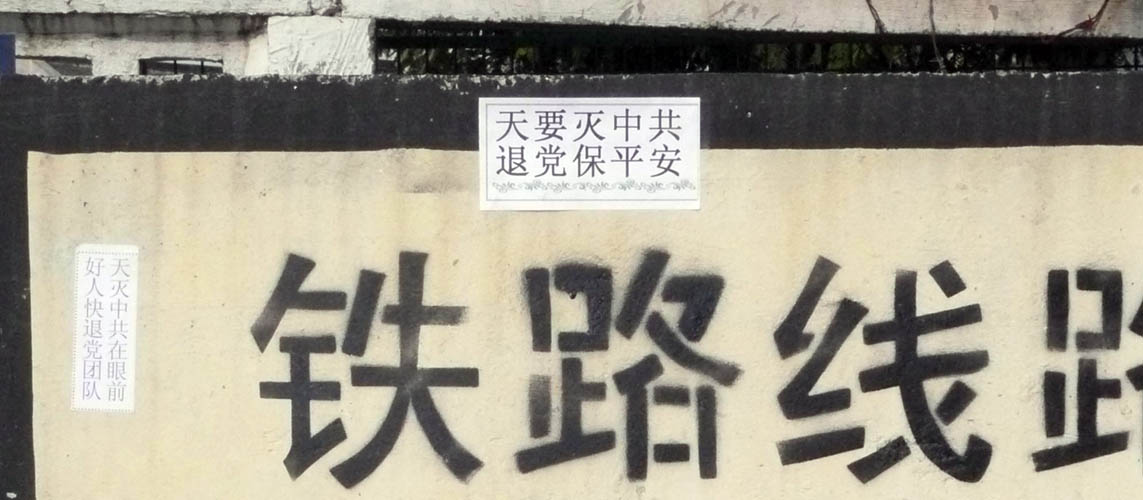 天要灭中共
退党保平安
天灭中共在眼前
好人快退党团队
铁路线路